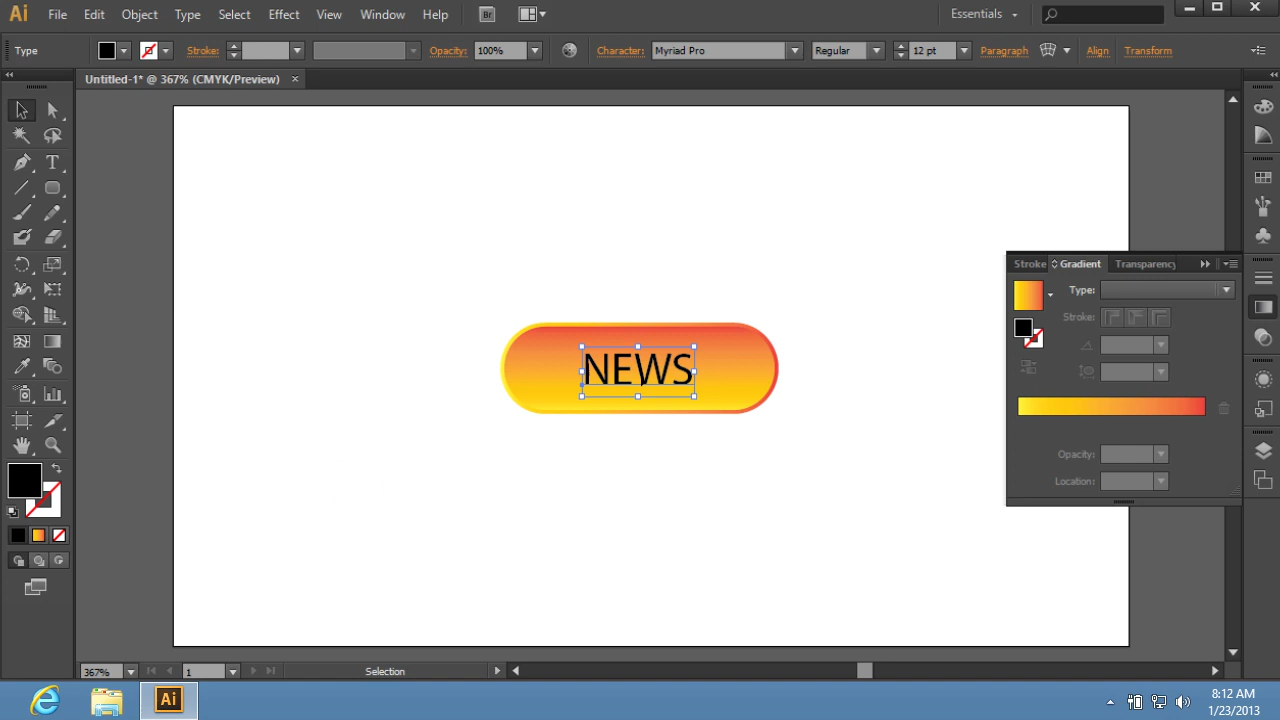 Ai File Edit Object Type Select Effect View Window Help Br Essentials
Type Stroke: Opacity: 100% Character: Myriad Pro Regular 12 pt Paragraph Align Transform
Untitled-1* @ 367% (CMYK/Preview) ×
Stroke Gradient Transparency
Type:
Stroke:
NEWS
Opacity:
Location:
367% 1 Selection
Ai 8:12 AM
1/23/2013